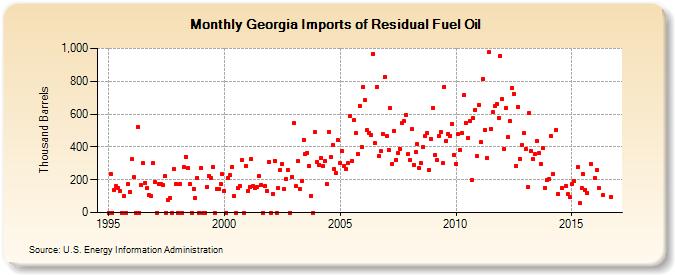 Monthly Georgia Imports of Residual Fuel Oil
Thousand Barrels
1,000
800
600
400
200
0
1995 2000 2005 2010 2015
Source: U.S. Energy Information Administration